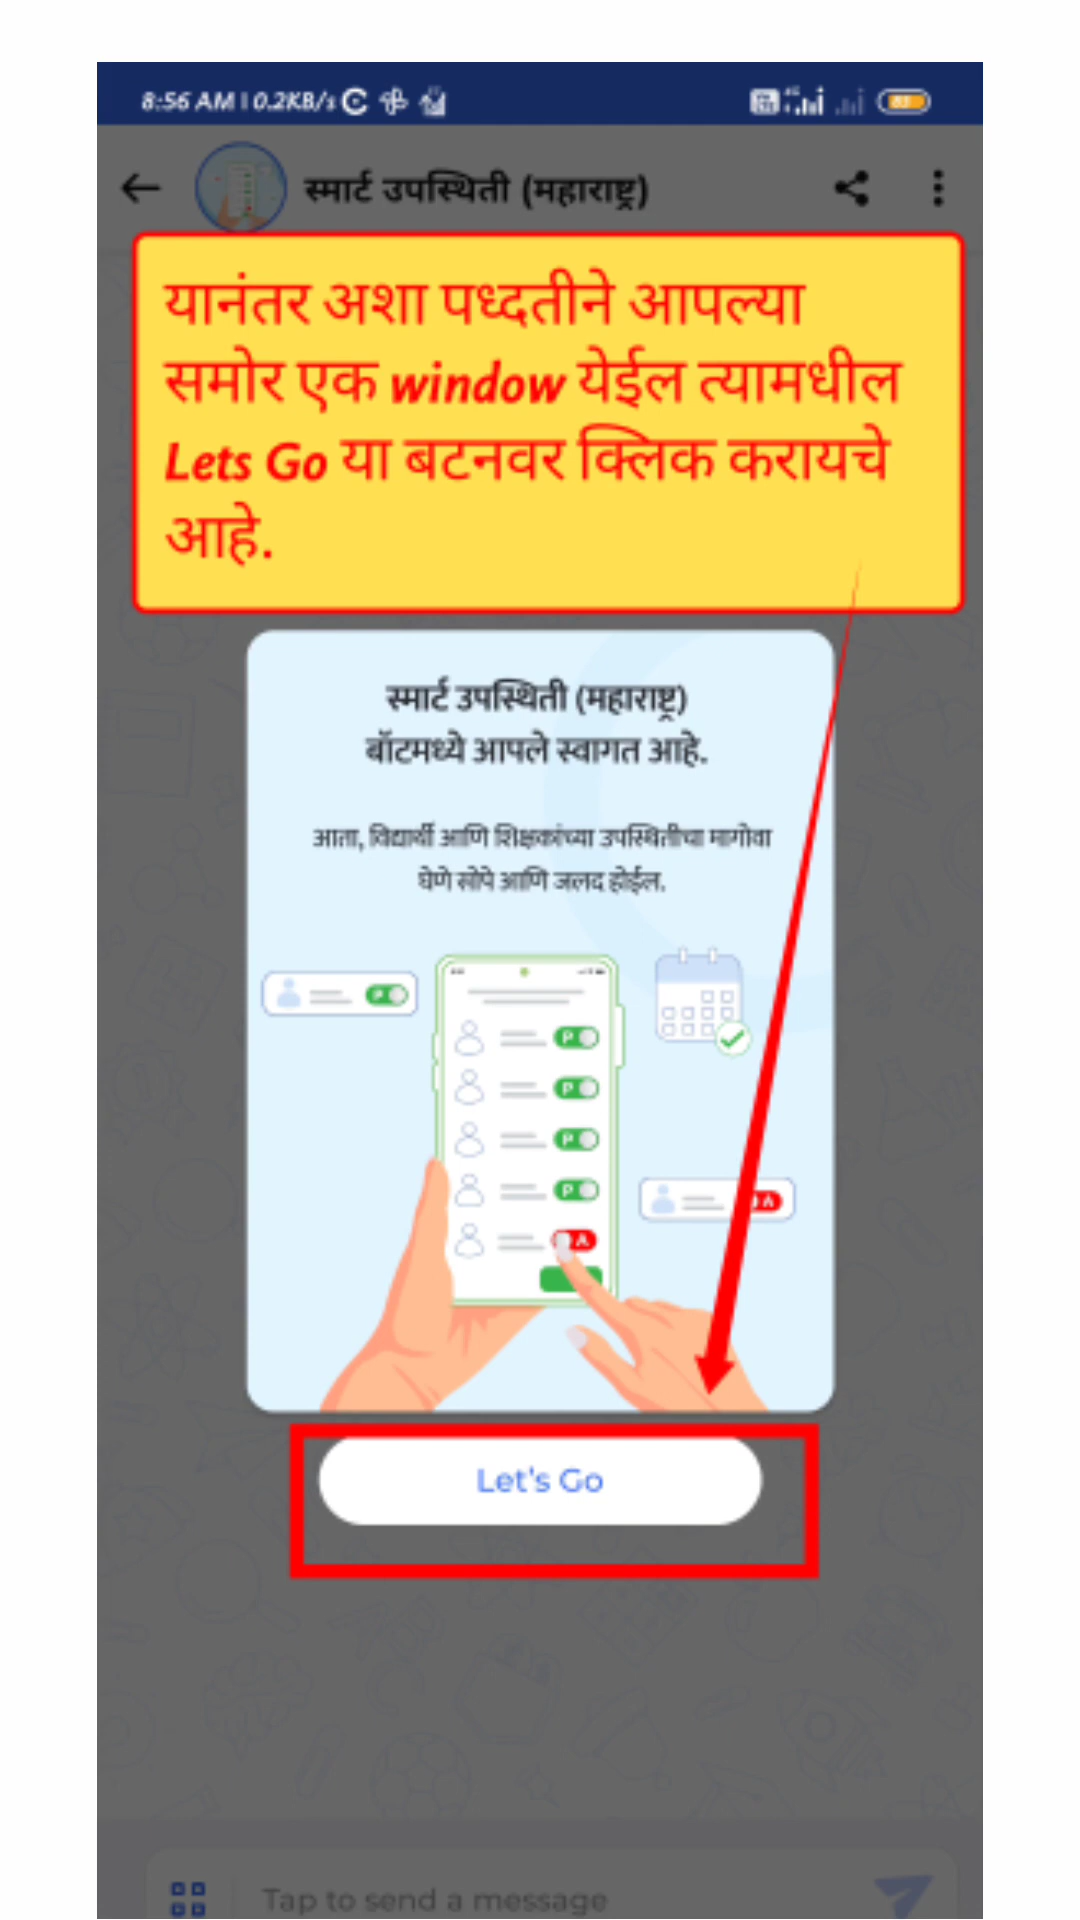 8:56 AM | 0.2KB/s
स्मार्ट उपस्थिती (महाराष्ट्र)
यानंतर अशा पध्दतीने आपल्या
समोर एक window येईल त्यामधील
Lets Go या बटनवर क्लिक करायचे
आहे.
स्मार्ट उपस्थिती (महाराष्ट्र)
बॉटमध्ये आपले स्वागत आहे.
आता, विद्यार्थी आणि शिक्षकांच्या उपस्थितीचा मागोवा
घेणे सोपे आणि जलद होईल.
P
P
P
P
P
A
A
Let's Go
Tap to send a message